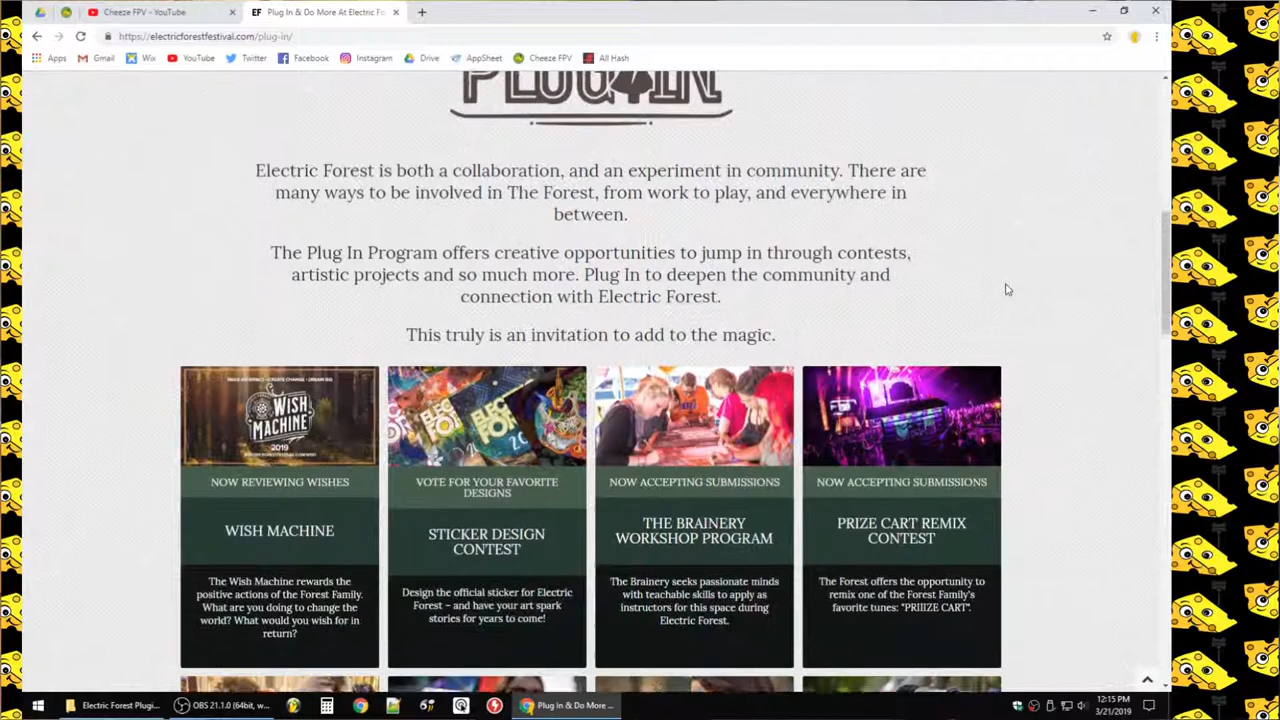 Cheeze FPV - YouTube
EF Plug In & Do More At Electric Fo
https://electricforestfestival.com/plug-in/
Apps Gmail Wix YouTube Twitter Facebook Instagram Drive AppSheet Cheeze FPV All Hash
PLUG IN
Electric Forest is both a collaboration, and an experiment in community. There are
many ways to be involved in The Forest, from work to play, and everywhere in
between.
The Plug In Program offers creative opportunities to jump in through contests,
artistic projects and so much more. Plug In to deepen the community and
connection with Electric Forest.
This truly is an invitation to add to the magic.
WISH
MACHINE
2019
NOW REVIEWING WISHES
WISH MACHINE
The Wish Machine rewards the
positive actions of the Forest Family.
What are you doing to change the
world? What would you wish for in
return?
VOTE FOR YOUR FAVORITE
DESIGNS
STICKER DESIGN
CONTEST
Design the official sticker for Electric
Forest – and have your art spark
stories for years to come!
NOW ACCEPTING SUBMISSIONS
THE BRAINERY
WORKSHOP PROGRAM
The Brainery seeks passionate minds
with teachable skills to apply as
instructors for this space during
Electric Forest.
NOW ACCEPTING SUBMISSIONS
PRIZE CART REMIX
CONTEST
The Forest offers the opportunity to
remix one of the Forest Family's
favorite tunes: "PRIIIZE CART".
Electric Forest Plugi...
OBS 21.1.0 (64bit, w...
Plug In & Do More ...
12:15 PM
3/21/2019